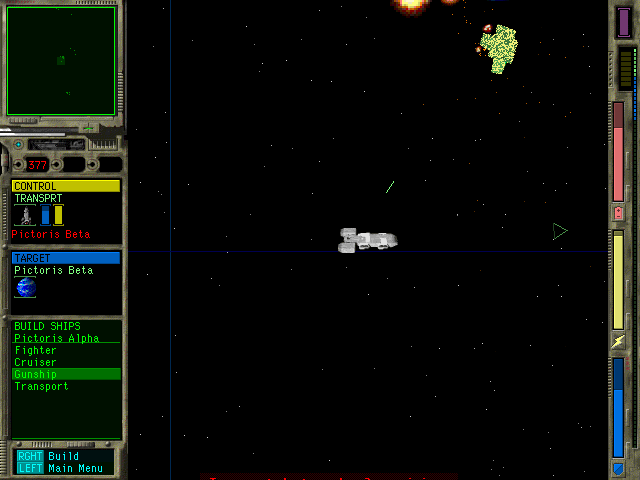 377
CONTROL
TRANSPRT
Pictoris Beta
TARGET
Pictoris Beta
BUILD SHIPS
Pictoris Alpha
Fighter
Cruiser
Gunship
Transport
RGHT Build
LEFT Main Menu